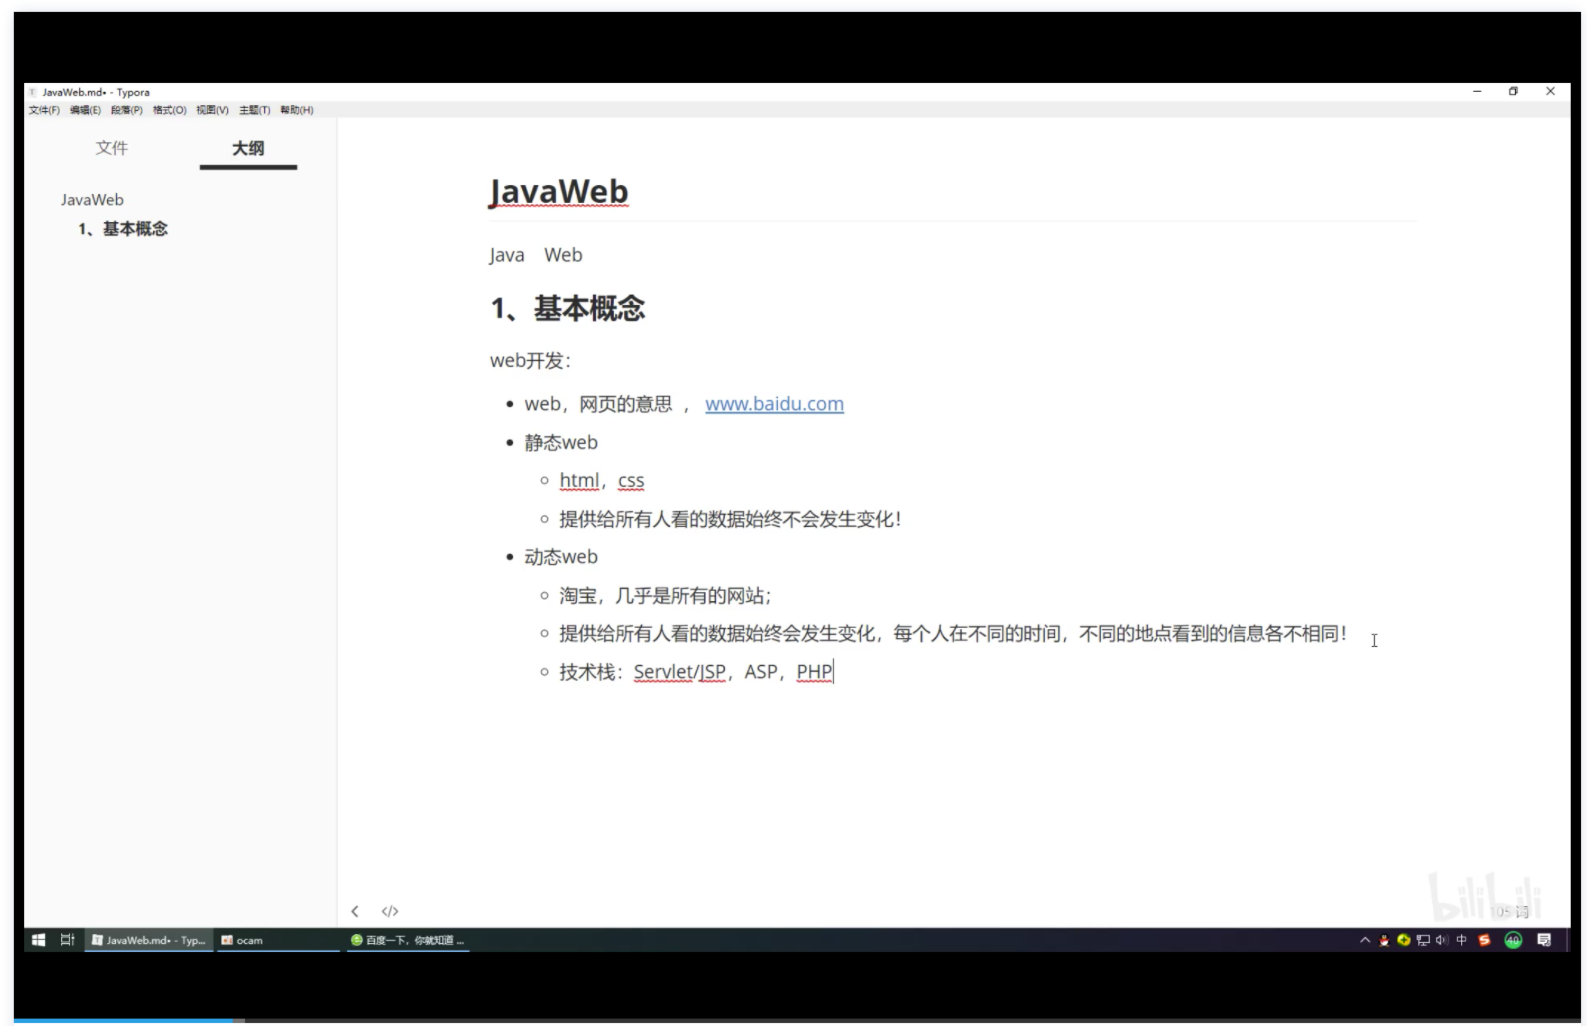 JavaWeb.md• - Typora
文件(F) 编辑(E) 段落(P) 格式(O) 视图(V) 主题(T) 帮助(H)
文件 大纲
JavaWeb
1、基本概念
JavaWeb
Java Web
1、基本概念
web开发：
• web，网页的意思 ， www.baidu.com
• 静态web
○ html，css
○ 提供给所有人看的数据始终不会发生变化！
• 动态web
○ 淘宝，几乎是所有的网站；
○ 提供给所有人看的数据始终会发生变化，每个人在不同的时间，不同的地点看到的信息各不相同！
○ 技术栈：Servlet/JSP，ASP，PHP
< </>
bilibili
105 词
JavaWeb.md• - Typ... ocam 百度一下，你就知道 ... 中 40